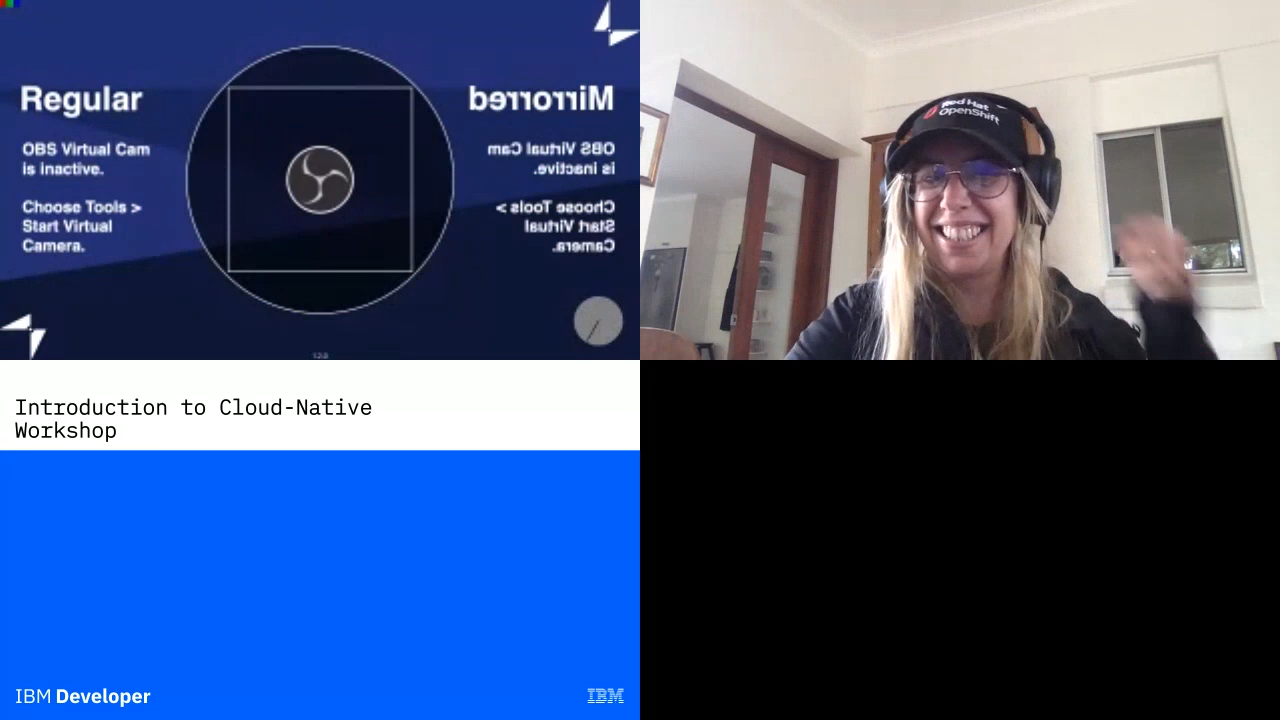 Regular
OBS Virtual Cam
is inactive.
Choose Tools >
Start Virtual
Camera.
Mirrorred
OBS Virtual Cam
is inactive.
Choose Tools >
Start Virtual
Camera.
Red Hat
OpenShift
Introduction to Cloud-Native
Workshop
IBM Developer
IBM